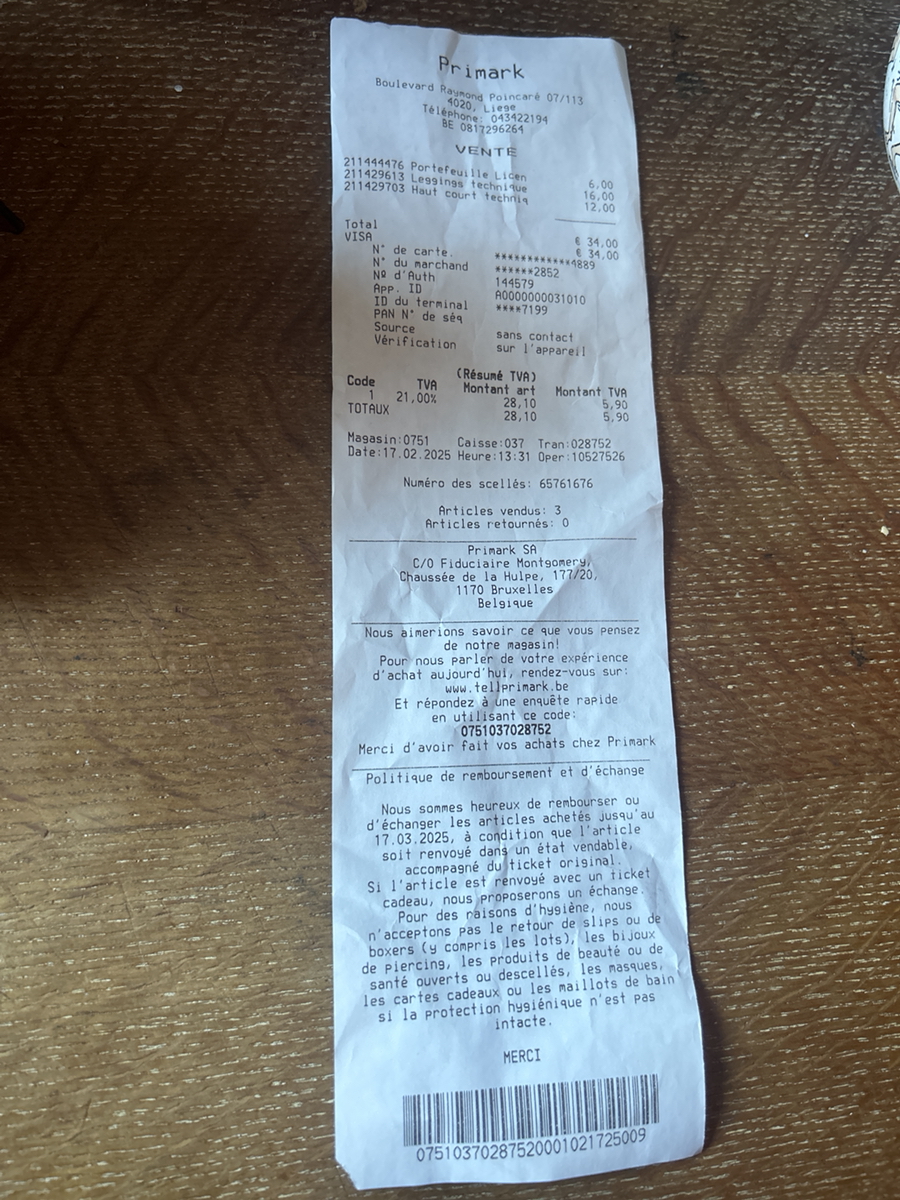 Primark
Boulevard Raymond Poincaré 07/113
4020, Liege
Téléphone: 043422194
BE 0817296264
VENTE
211444476 Portefeuille Licen 6,00
211429613 Leggings technique 16,00
211429703 Haut court techniq 12,00
Total € 34,00
VISA € 34,00
N° de carte. ************4889
N° du marchand ******2852
Nº d'Auth 144579
App. ID A0000000031010
ID du terminal ****7199
PAN N° de séq
Source sans contact
Vérification sur l'appareil
(Résumé TVA)
Code TVA Montant art Montant TVA
1 21,00% 28,10 5,90
TOTAUX 28,10 5,90
Magasin:0751 Caisse:037 Tran:028752
Date:17.02.2025 Heure:13:31 Oper:10527526
Numéro des scellés: 65761676
Articles vendus: 3
Articles retournés: 0
Primark SA
C/O Fiduciaire Montgomery,
Chaussée de la Hulpe, 177/20,
1170 Bruxelles
Belgique
Nous aimerions savoir ce que vous pensez
de notre magasin!
Pour nous parler de votre expérience
d'achat aujourd'hui, rendez-vous sur:
www.tellprimark.be
Et répondez à une enquête rapide
en utilisant ce code:
0751037028752
Merci d'avoir fait vos achats chez Primark
Politique de remboursement et d'échange
Nous sommes heureux de rembourser ou
d'échanger les articles achetés jusqu'au
17.03.2025, à condition que l'article
soit renvoyé dans un état vendable,
accompagné du ticket original.
Si l'article est renvoyé avec un ticket
cadeau, nous proposerons un échange.
Pour des raisons d'hygiène, nous
n'acceptons pas le retour de slips ou de
boxers (y compris les lots), les bijoux
de piercing, les produits de beauté ou de
santé ouverts ou descellés, les masques,
les cartes cadeaux ou les maillots de bain
si la protection hygiénique n'est pas
intacte.
MERCI
07510370287520001021725009